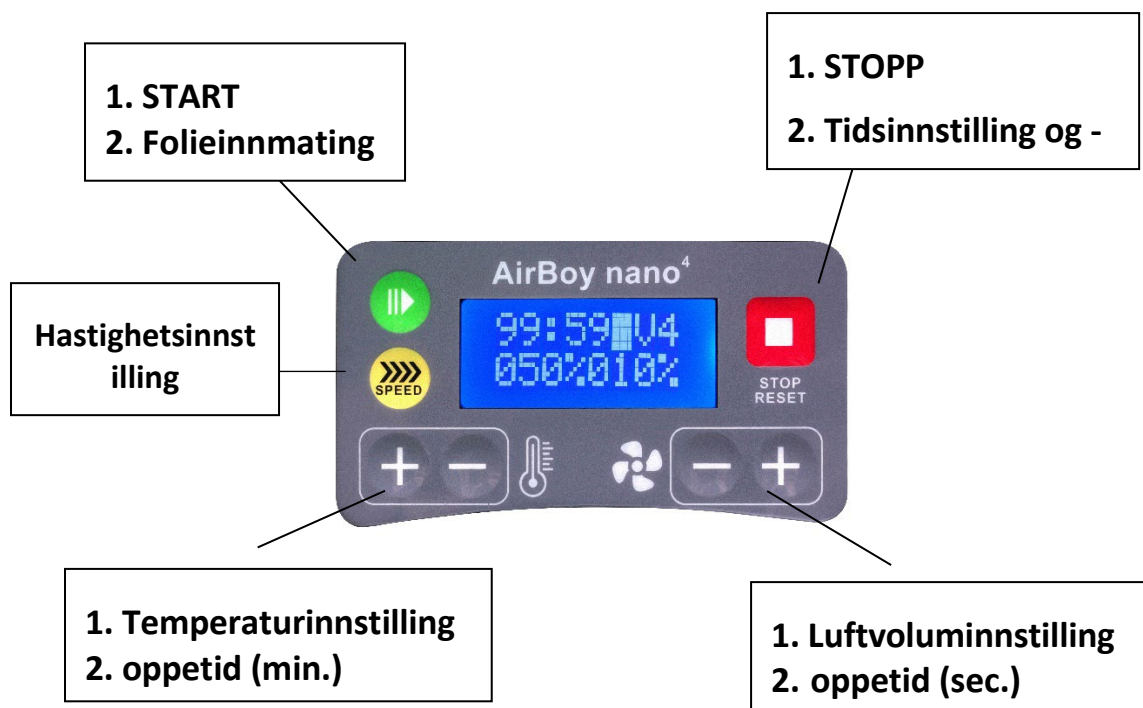 1. START
2. Folieinnmating
1. STOPP
2. Tidsinnstilling og -
Hastighetsinnst
illing
AirBoy nano⁴
99:59 V4
050%010%
SPEED
STOP
RESET
+ −
− +
1. Temperaturinnstilling
2. oppetid (min.)
1. Luftvoluminnstilling
2. oppetid (sec.)